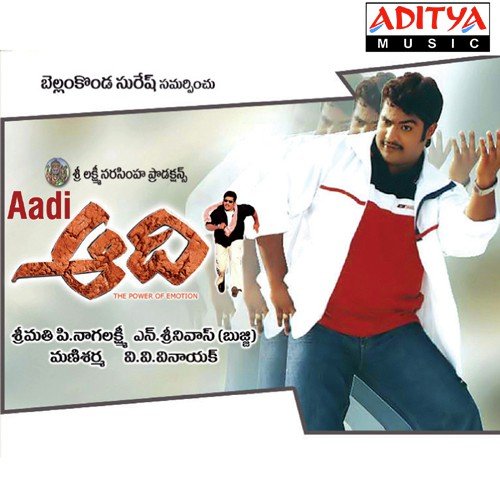 ADITYA
MUSIC
బెల్లంకొండ సురేష్ సమర్పించు
శ్రీ లక్ష్మీ నరసింహ ప్రొడక్షన్స్
Aadi
ఆది
THE POWER OF EMOTION
శ్రీమతి పి.నాగలక్ష్మీ ఎన్.శ్రీనివాస్ (బుజ్జి)
మణిశర్మ వి.వి.వినాయక్